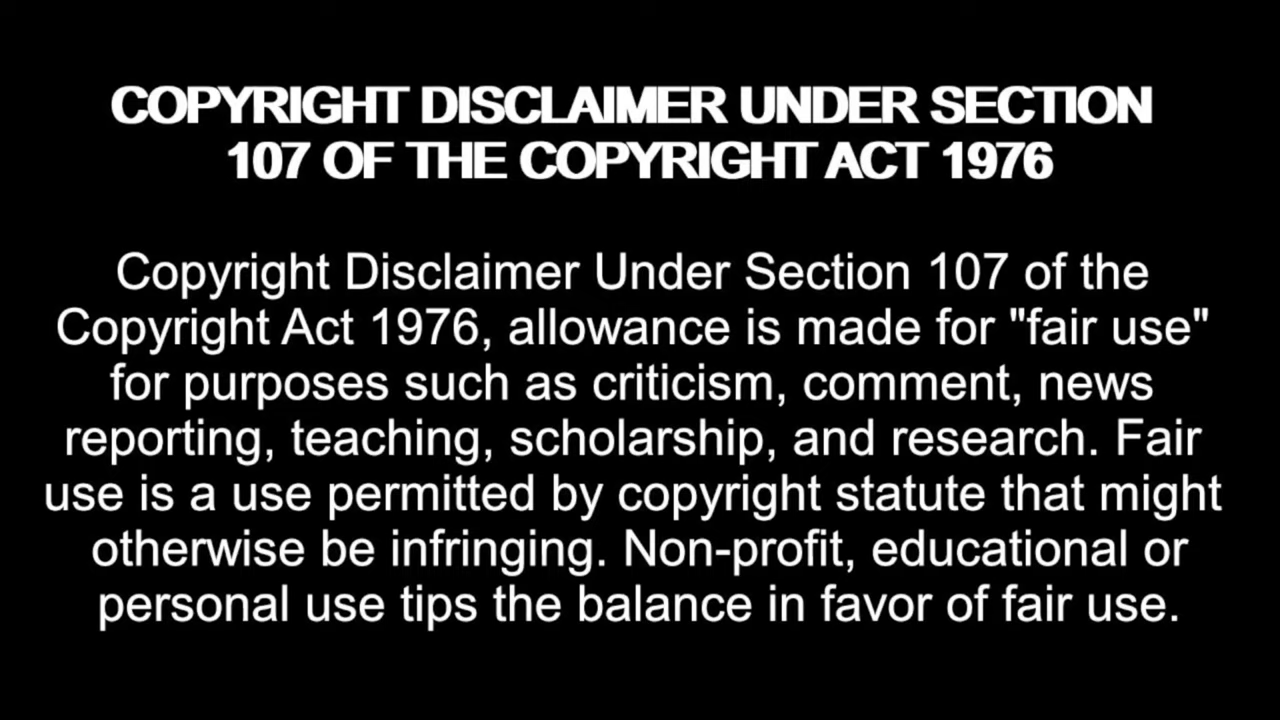 COPYRIGHT DISCLAIMER UNDER SECTION
107 OF THE COPYRIGHT ACT 1976
Copyright Disclaimer Under Section 107 of the
Copyright Act 1976, allowance is made for "fair use"
for purposes such as criticism, comment, news
reporting, teaching, scholarship, and research. Fair
use is a use permitted by copyright statute that might
otherwise be infringing. Non-profit, educational or
personal use tips the balance in favor of fair use.